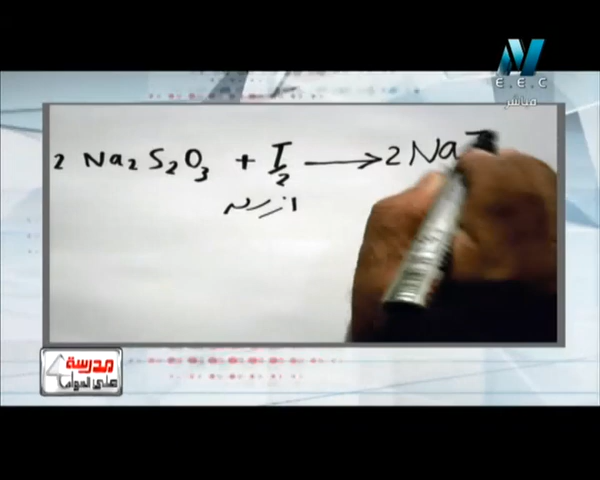 E.E.C
مباشر
2 Na2S2O3 + I2 → 2 Na
ازرق
مدرسة
على الهواء